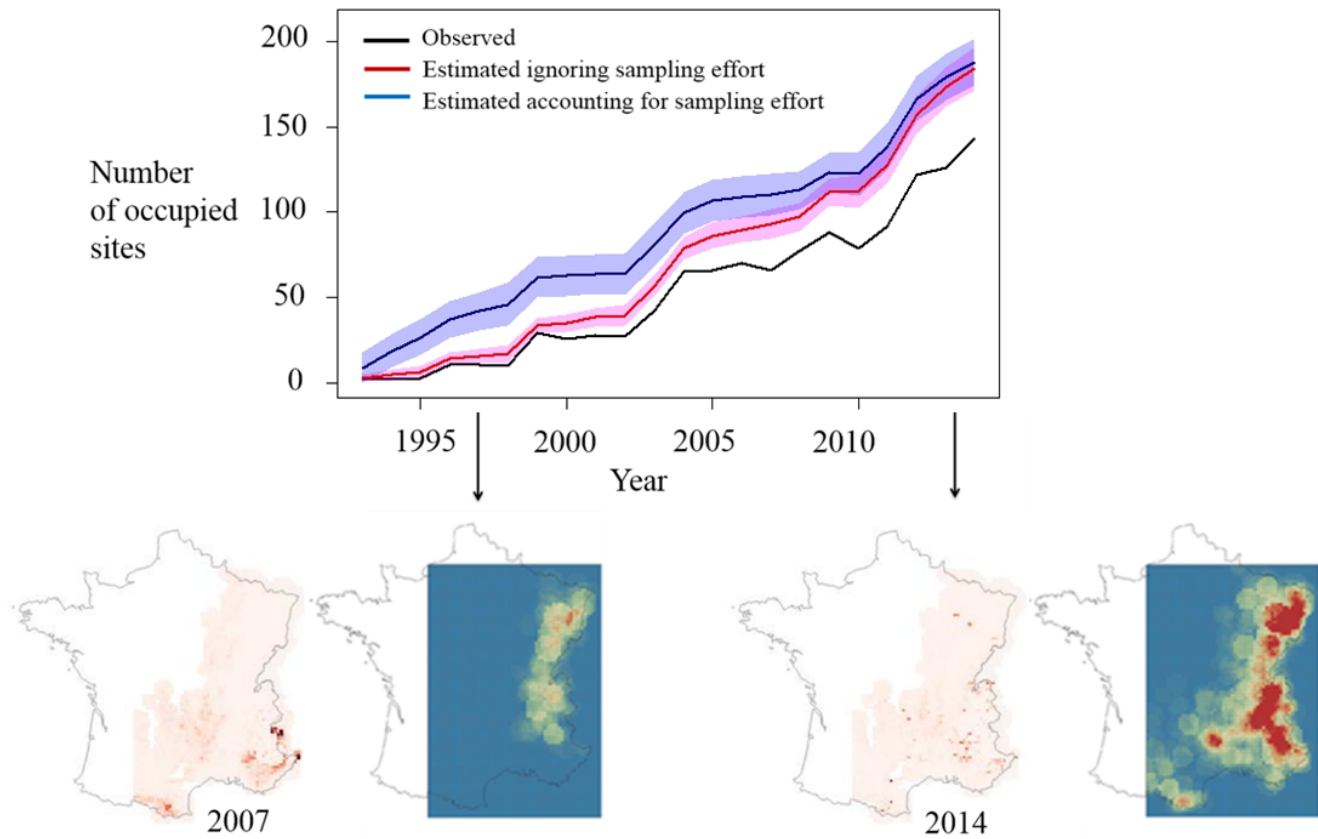 200
150
100
50
0
Number
of occupied
sites
Observed
Estimated ignoring sampling effort
Estimated accounting for sampling effort
1995 2000 2005 2010
Year
2007 2014